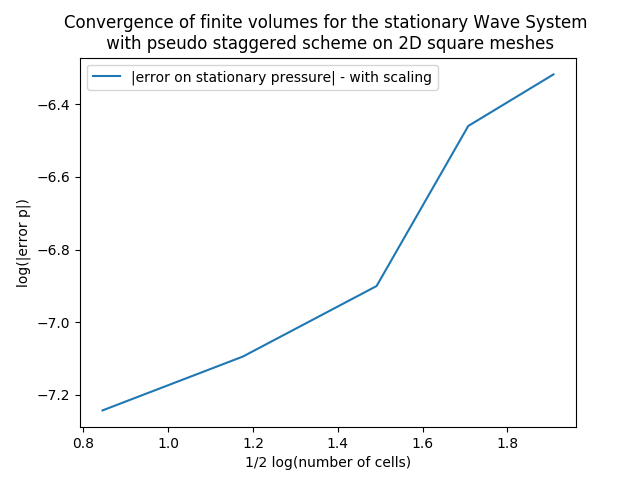 Convergence of finite volumes for the stationary Wave System
with pseudo staggered scheme on 2D square meshes
|error on stationary pressure| - with scaling
log(|error p|)
−6.4
−6.6
−6.8
−7.0
−7.2
0.8
1.0
1.2
1.4
1.6
1.8
1/2 log(number of cells)